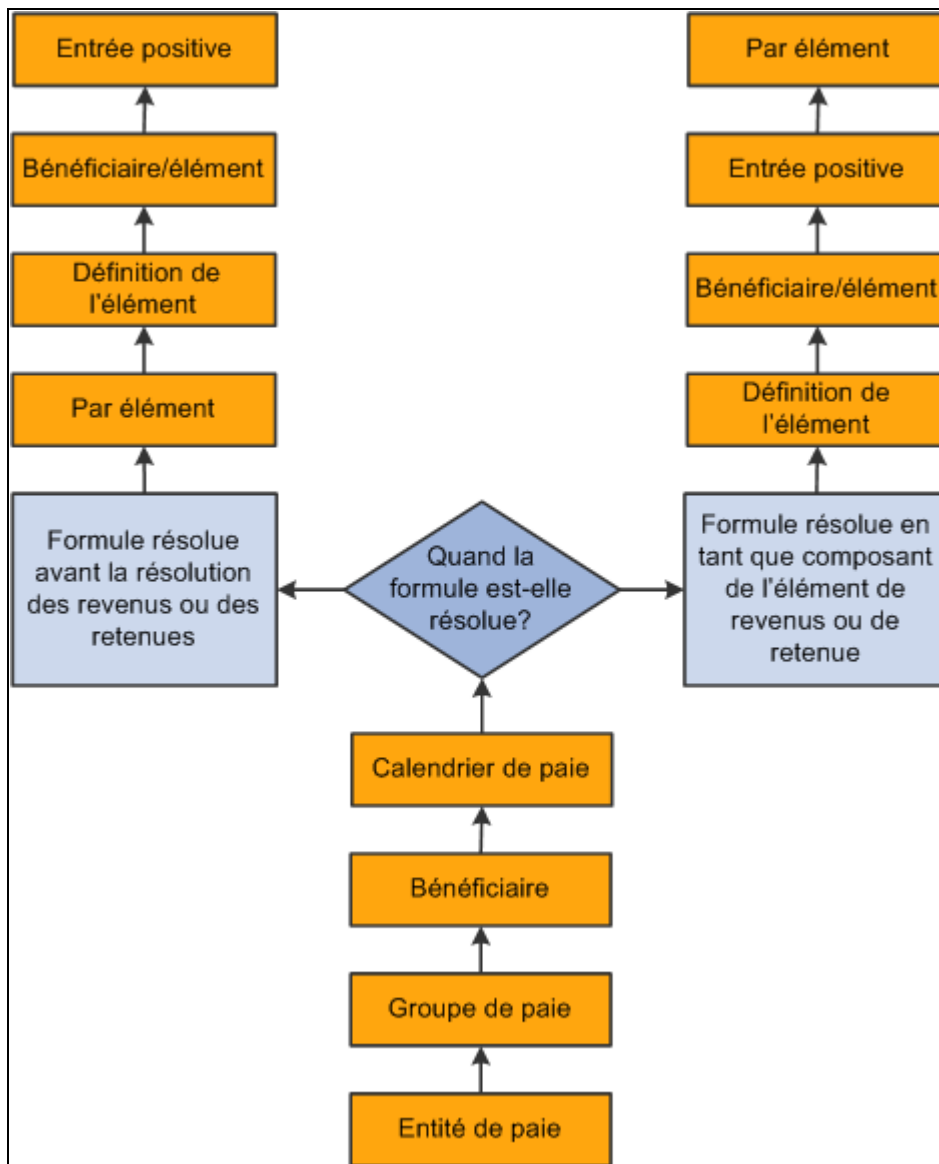 Entrée positive
Par élément
Bénéficiaire/élément
Entrée positive
Définition de
l'élément
Bénéficiaire/élément
Par élément
Définition de
l'élément
Formule résolue
avant la résolution
des revenus ou des
retenues
Quand la
formule est-elle
résolue?
Formule résolue en
tant que composant
de l'élément de
revenus ou de
retenue
Calendrier de paie
Bénéficiaire
Groupe de paie
Entité de paie